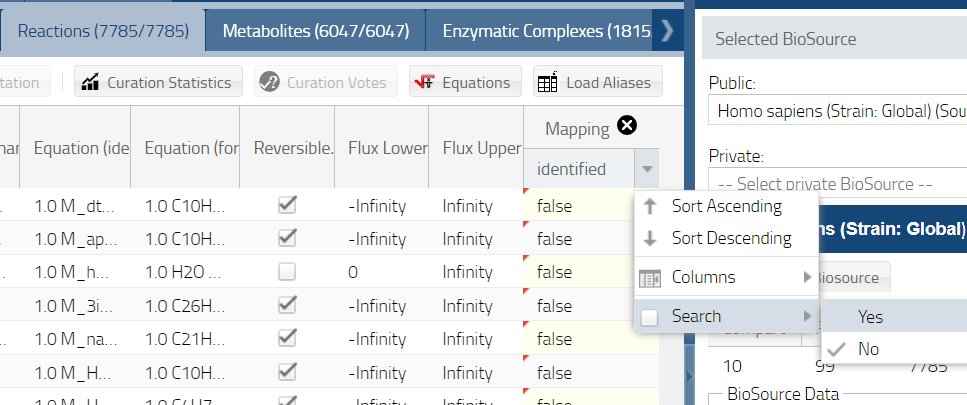 Reactions (7785/7785)
Metabolites (6047/6047)
Enzymatic Complexes (1815
Selected BioSource
tation
Curation Statistics
Curation Votes
Equations
Load Aliases
Public:
Homo sapiens (Strain: Global) (Sou
Mapping
nar
Equation (ide
Equation (for
Reversible.
Flux Lower
Flux Upper
identified
Private:
-- Select private BioSource --
1.0 M_dt... 1.0 C10H... -Infinity Infinity false
Sort Ascending
ns (Strain: Global)
1.0 M_ap... 1.0 C10H... -Infinity Infinity false
Sort Descending
1.0 M_h... 1.0 H2O ... 0 Infinity false
Columns
Biosource
1.0 M_3i... 1.0 C26H... -Infinity Infinity false
Search
Yes
1.0 M_na... 1.0 C21H... -Infinity Infinity false
No
1.0 M_H... 1.0 C10H... -Infinity Infinity false
10 99 7785
BioSource Data